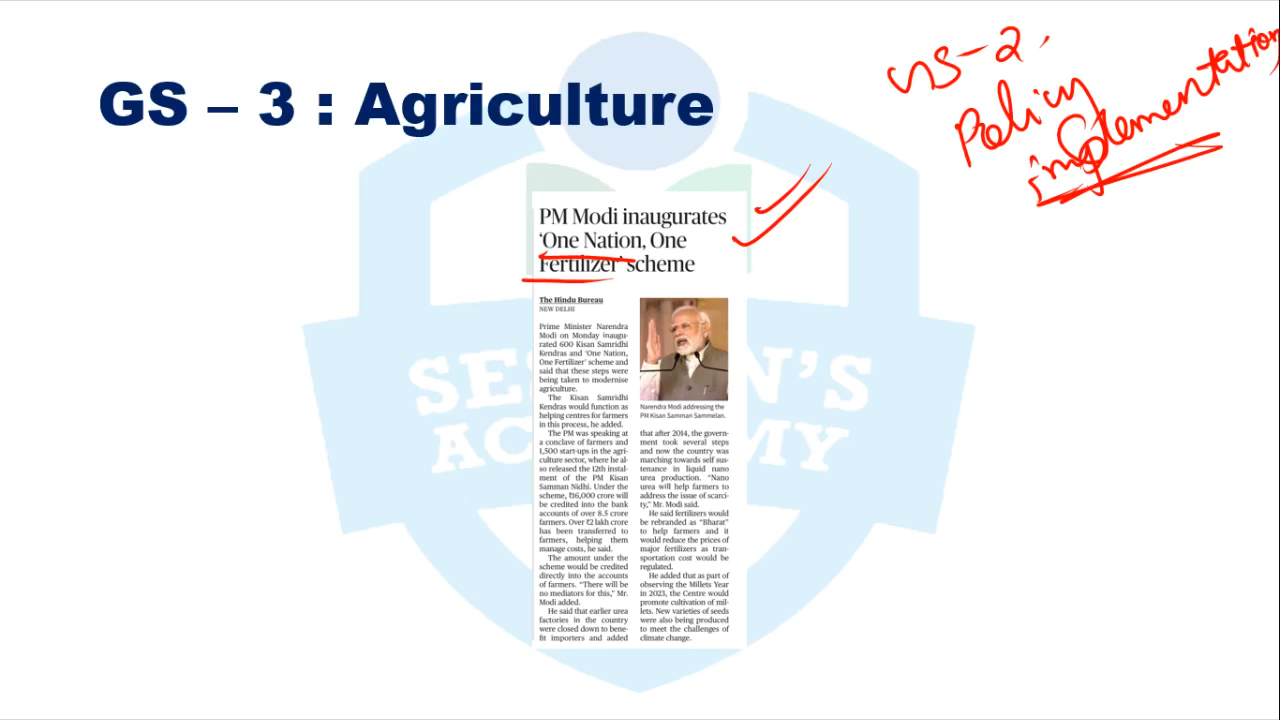 GS – 3 : Agriculture
GS-2,
Policy
implementation
PM Modi inaugurates
‘One Nation, One
Fertilizer’ scheme
The Hindu Bureau
NEW DELHI
Prime Minister Narendra
Modi on Monday inaugu-
rated 600 Kisan Samridhi
Kendras and ‘One Nation,
One Fertilizer’ scheme and
said that these steps were
being taken to modernise
agriculture.
The Kisan Samridhi
Kendras would function as
helping centres for farmers
in this process, he added.
The PM was speaking at
a conclave of farmers and
1,500 start-ups in the agri-
culture sector, where he al-
so released the 12th instal-
ment of the PM Kisan
Samman Nidhi. Under the
scheme, ₹16,000 crore will
be credited into the bank
accounts of over 8.5 crore
farmers. Over ₹2 lakh crore
has been transferred to
farmers, helping them
manage costs, he said.
The amount under the
scheme would be credited
directly into the accounts
of farmers. “There will be
no mediators for this,” Mr.
Modi added.
He said that earlier urea
factories in the country
were closed down to bene-
fit importers and added
Narendra Modi addressing the
PM Kisan Samman Sammelan.
that after 2014, the govern-
ment took several steps
and now the country was
marching towards self sus-
tenance in liquid nano
urea production. “Nano
urea will help farmers to
address the issue of scarci-
ty,” Mr. Modi said.
He said fertilizers would
be rebranded as “Bharat”
to help farmers and it
would reduce the prices of
major fertilizers as tran-
sportation cost would be
regulated.
He added that as part of
observing the Millets Year
in 2023, the Centre would
promote cultivation of mil-
lets. New varieties of seeds
were also being produced
to meet the challenges of
climate change.